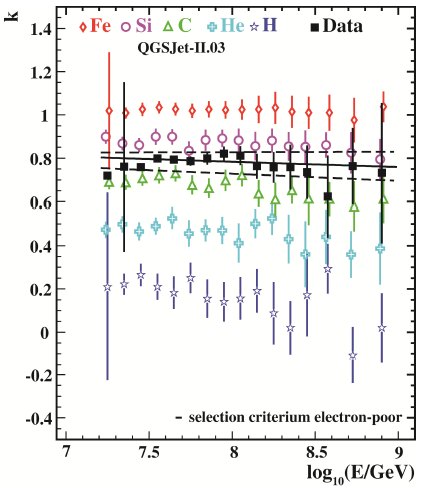 k
Fe Si C He H Data
QGSJet-II.03
1.4
1.2
1
0.8
0.6
0.4
0.2
0
-0.2
-0.4
– selection criterium electron-poor
7 7.5 8 8.5 9
log10(E/GeV)